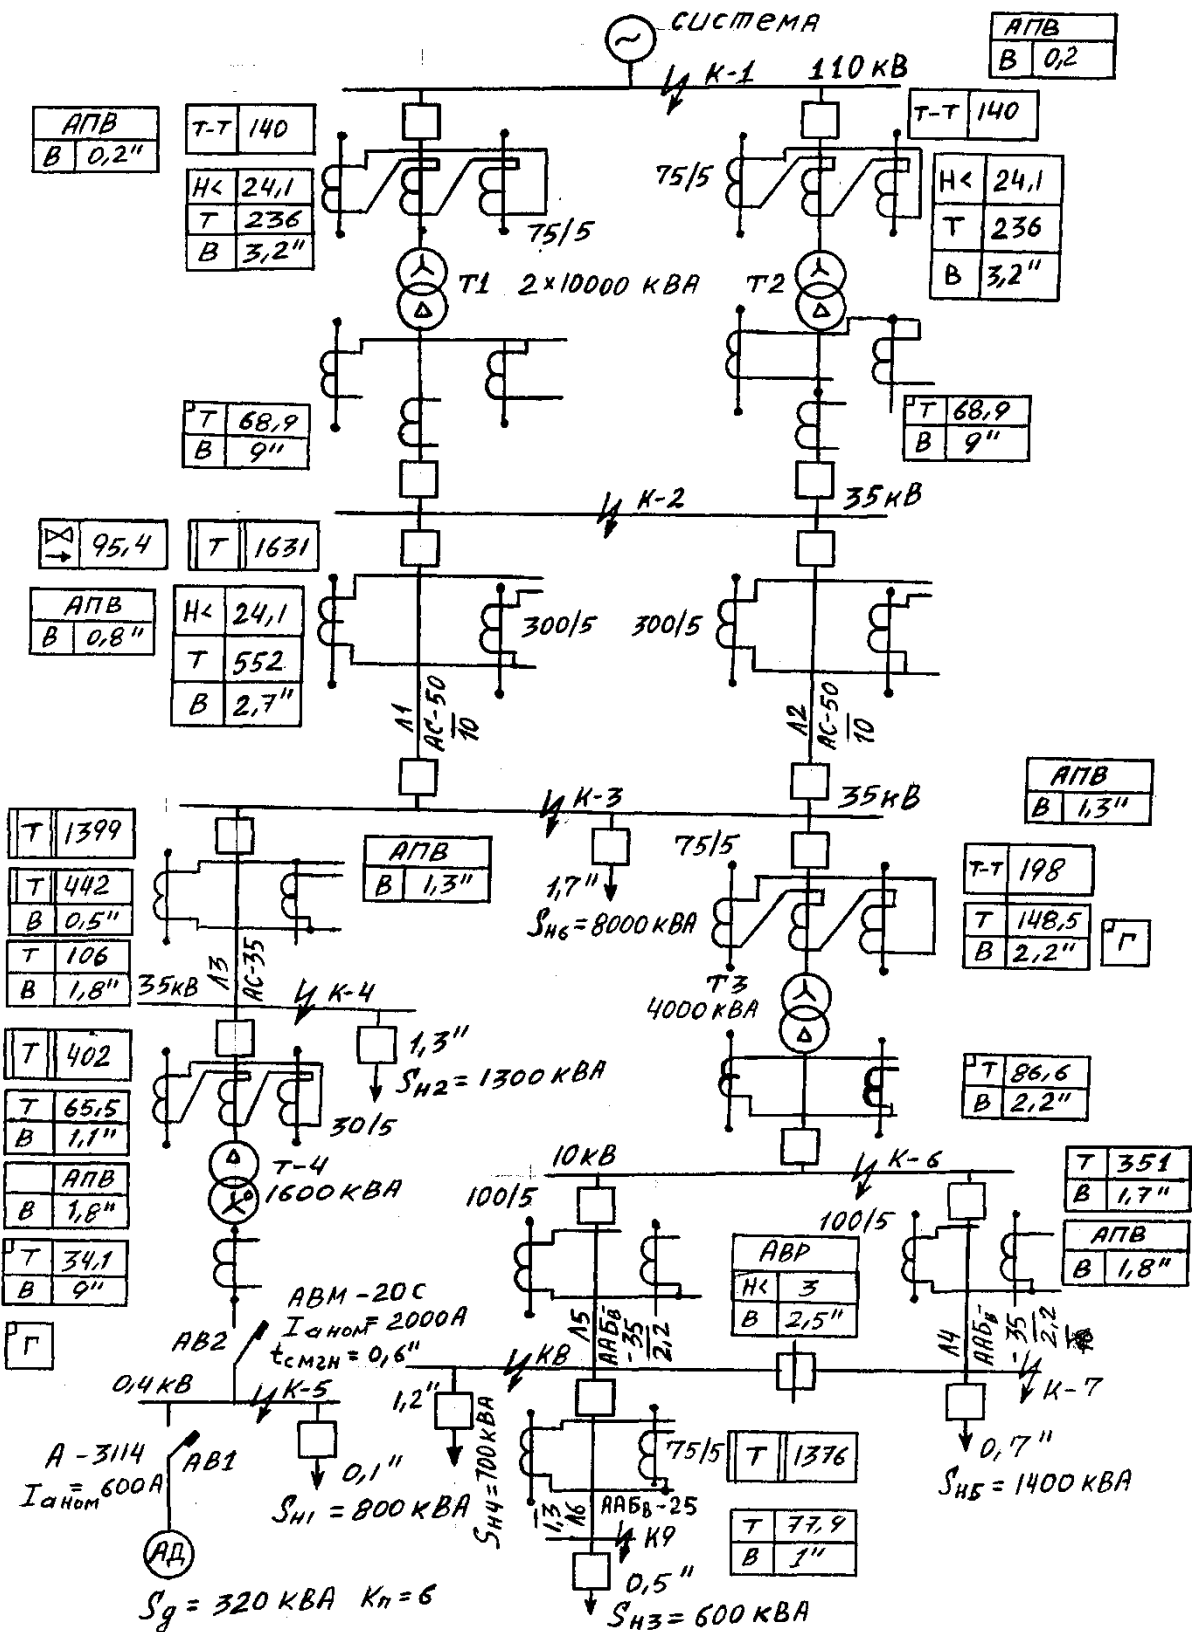 система
АПВ
В 0,2
К-1
110 кВ
АПВ
В 0,2"
Т-Т 140
Т-Т 140
75/5
Н< 24,1
Т 236
В 3,2"
75/5
Н< 24,1
Т 236
В 3,2"
Т1
2×10000 кВА
Т2
Т 68,9
В 9"
Т 68,9
В 9"
К-2
35 кВ
95,4
Т 1631
АПВ
В 0,8"
Н< 24,1
Т 552
В 2,7"
300/5
300/5
Л1
АС-50
10
Л2
АС-50
10
К-3
35 кВ
АПВ
В 1,3"
Т 1399
АПВ
В 1,3"
75/5
Т-Т 198
Т 442
В 0,5"
1,7"
Sн6=8000 кВА
Т 148,5
В 2,2"
Г
Т 106
В 1,8"
Л3
АС-35
35 кВ
К-4
Т3
4000 кВА
Т 402
1,3"
Sн2=1300 кВА
Т 86,6
В 2,2"
Т 65,5
В 1,1"
30/5
Т-4
1600 кВА
АПВ
В 1,8"
10 кВ
К-6
Т 351
В 1,7"
100/5
100/5
АПВ
В 1,8"
Т 34,1
В 9"
АВР
Н< 3
В 2,5"
Г
АВМ-20С
Iа ном=2000А
tсмгн=0,6"
АВ2
Л5
ААБв-
-35
2,2
Л4
ААБв-
-35
2,2
КВ
К-7
0,4 кВ
К-5
1,2"
Sн4=700 кВА
А-3114
Iа ном=600А
АВ1
0,1"
Sн1=800 кВА
75/5
Т 1376
0,7"
Sн5=1400 кВА
1,3
Л6
ААБв-25
К9
Т 77,9
В 1"
АД
Sд=320 кВА Кп=6
0,5"
Sн3=600 кВА